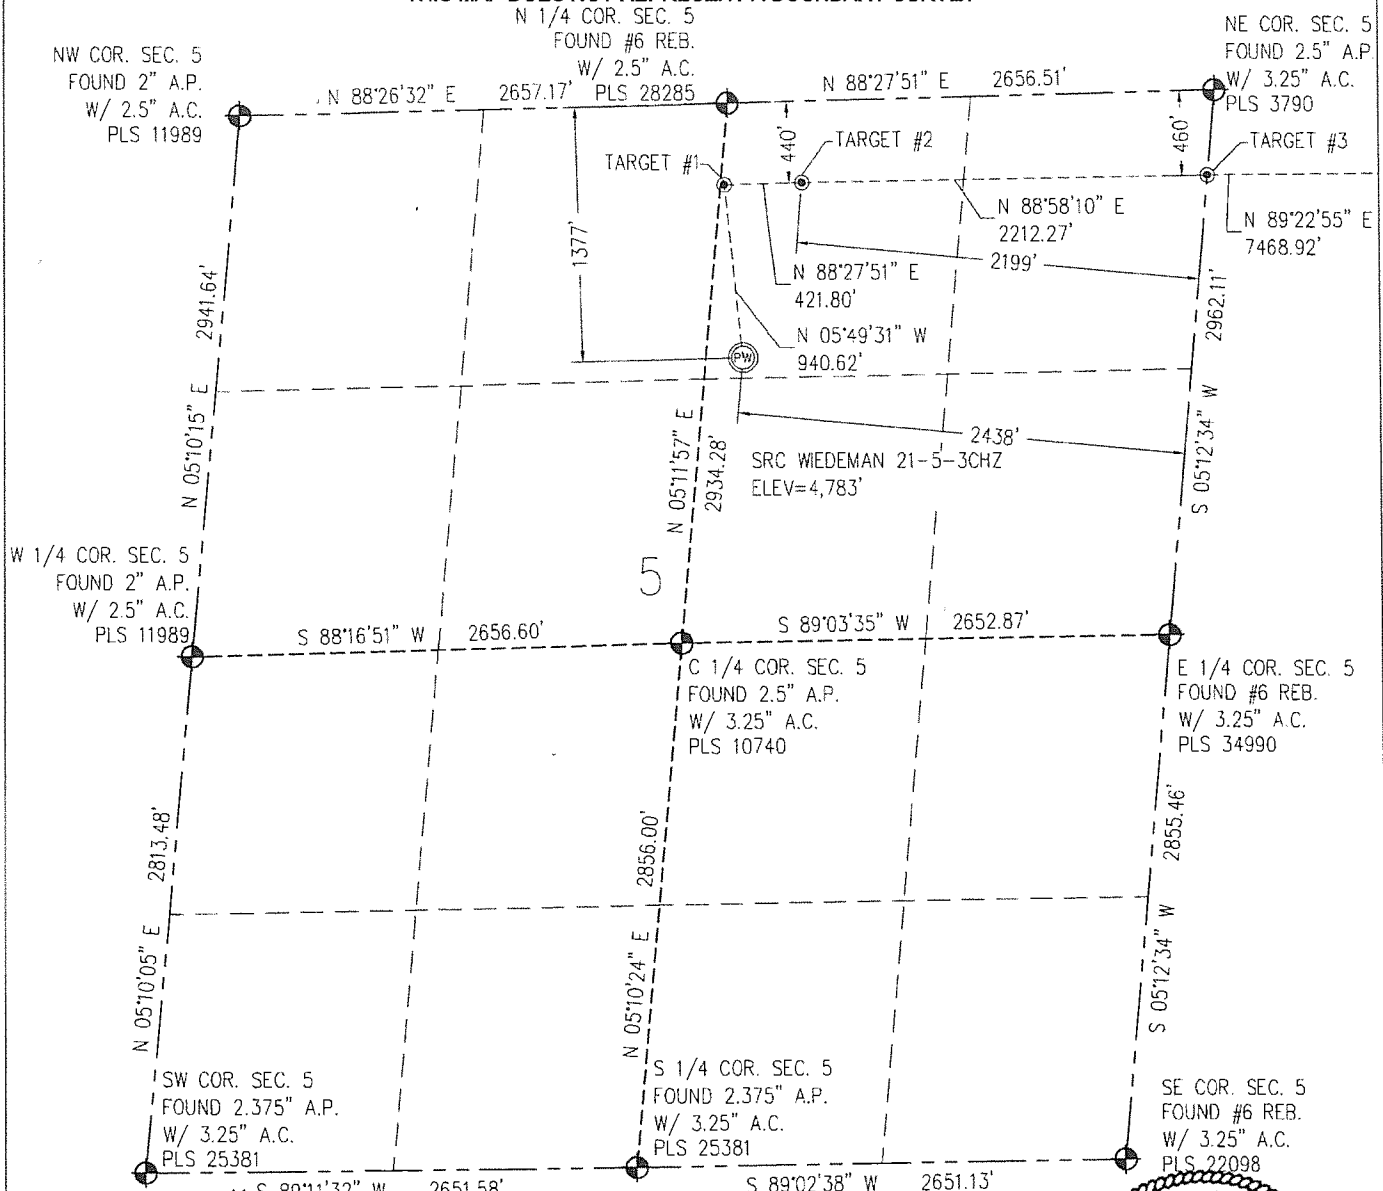 N 1/4 COR. SEC. 5
FOUND #6 REB.
W/ 2.5" A.C.
PLS 28285
NE COR. SEC. 5
FOUND 2.5" A.P.
W/ 3.25" A.C.
PLS 3790
NW COR. SEC. 5
FOUND 2" A.P.
W/ 2.5" A.C.
PLS 11989
N 88°26'32" E 2657.17'
N 88°27'51" E 2656.51'
440'
460'
TARGET #1
TARGET #2
TARGET #3
1377'
N 88°58'10" E
2212.27'
N 89°22'55" E
7468.92'
2199'
N 88°27'51" E
421.80'
N 05°49'31" W
940.62'
PW
2438'
SRC WIEDEMAN 21-5-3CHZ
ELEV=4,783'
N 05°10'15" E 2941.64'
N 05°11'57" E
2934.28'
2962.11'
S 05°12'34" W
W 1/4 COR. SEC. 5
FOUND 2" A.P.
W/ 2.5" A.C.
PLS 11989
5
S 88°16'51" W 2656.60'
S 89°03'35" W 2652.87'
C 1/4 COR. SEC. 5
FOUND 2.5" A.P.
W/ 3.25" A.C.
PLS 10740
E 1/4 COR. SEC. 5
FOUND #6 REB.
W/ 3.25" A.C.
PLS 34990
N 05°10'05" E 2813.48'
N 05°10'24" E 2856.00'
2855.46'
S 05°12'34" W
SW COR. SEC. 5
FOUND 2.375" A.P.
W/ 3.25" A.C.
PLS 25381
S 1/4 COR. SEC. 5
FOUND 2.375" A.P.
W/ 3.25" A.C.
PLS 25381
SE COR. SEC. 5
FOUND #6 REB.
W/ 3.25" A.C.
PLS 22098
S 89°11'32" W 2651.58'
S 89°02'38" W 2651.13'